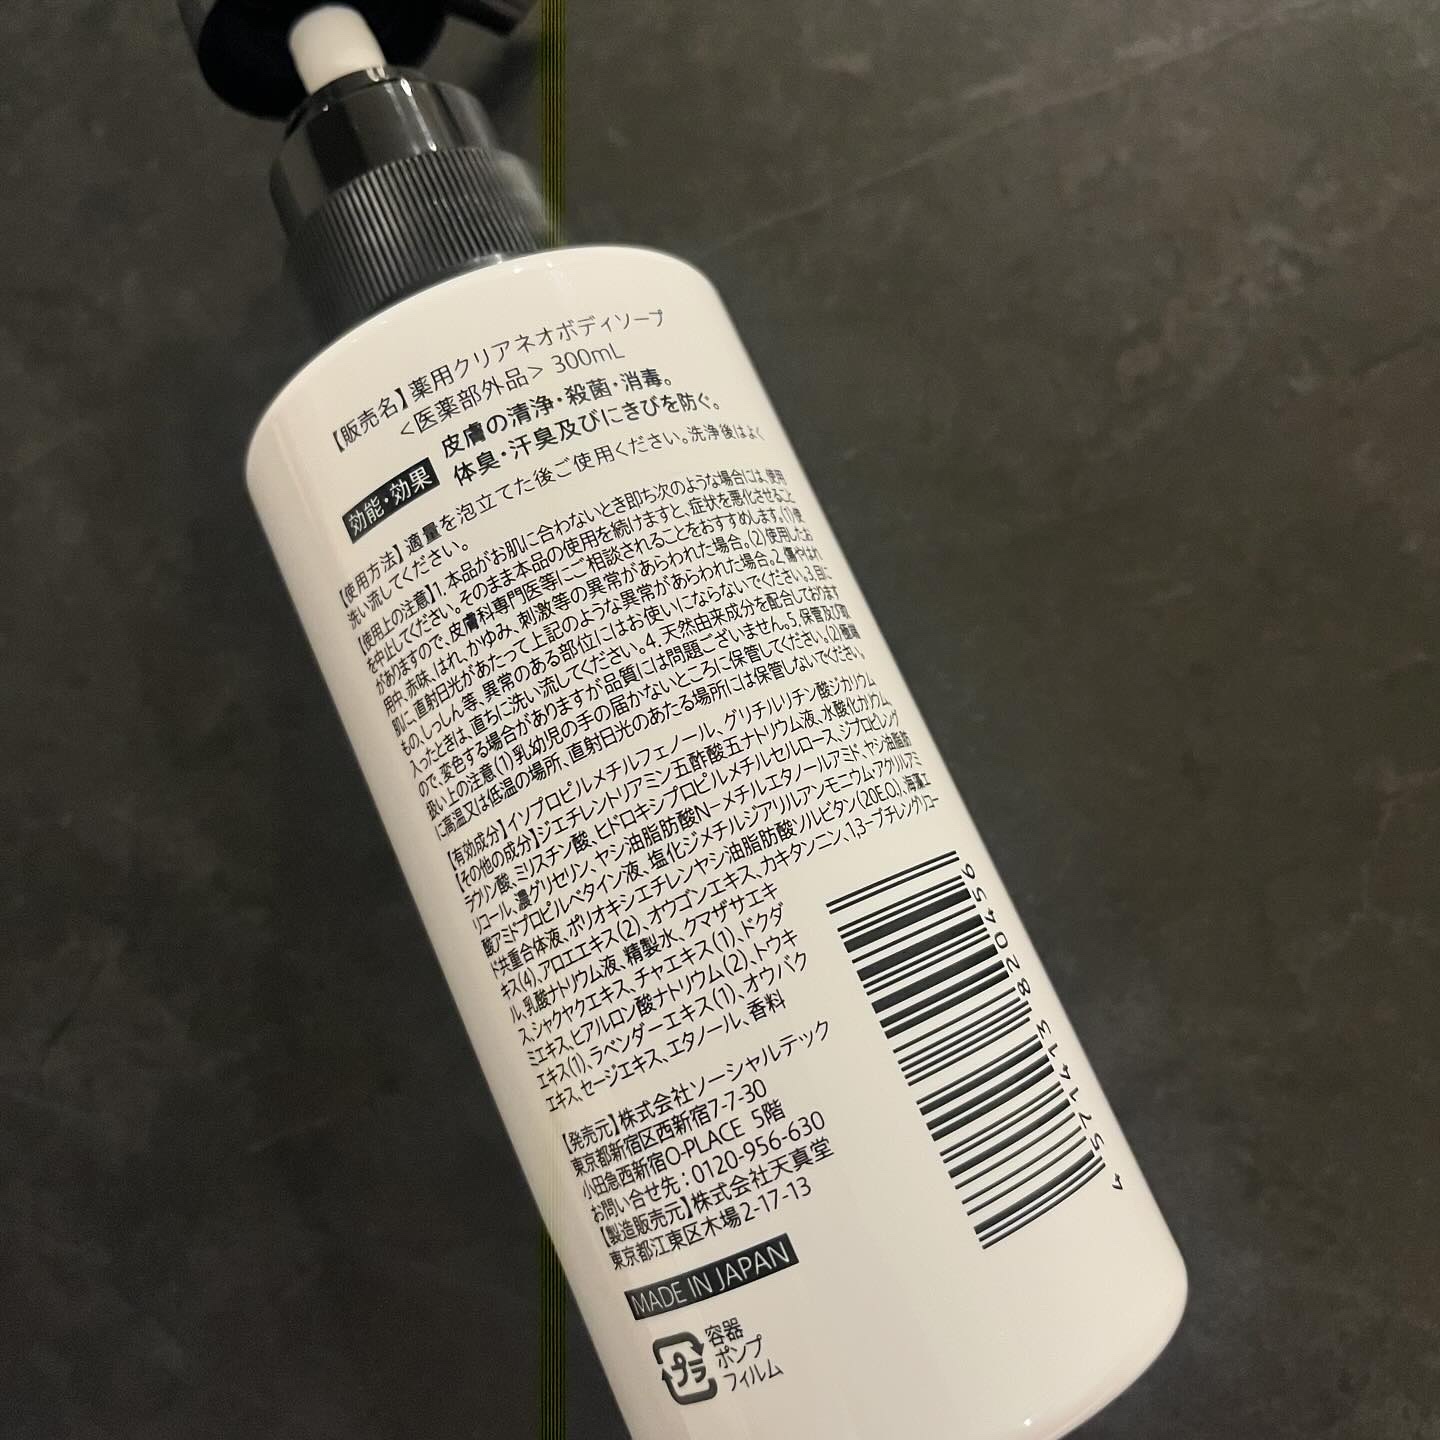 【販売名】薬用クリアネオボディソープ
<医薬部外品> 300mL
効能・効果 皮膚の清浄・殺菌・消毒。
体臭・汗臭及びにきびを防ぐ。
【使用方法】適量を泡立てた後ご使用ください。洗浄後はよく
洗い流してください。
【使用上の注意】1. 本品がお肌に合わないとき即ち次のような場合には、使用
を中止してください。そのまま本品の使用を続けますと、症状を悪化させること
がありますので、皮膚科専門医等にご相談されることをおすすめします。(1)使
用中、赤味、はれ、かゆみ、刺激等の異常があらわれた場合。(2)使用したお
肌に、直射日光があたって上記のような異常があらわれた場合。2. 傷やはれ
もの、しっしん等、異常のある部位にはお使いにならないでください。3. 目に
入ったときは、直ちに洗い流してください。4. 天然由来成分を配合しております
ので、変色する場合がありますが品質には問題ございません。5. 保管及び取
扱い上の注意(1)乳幼児の手の届かないところに保管してください。(2)極端
に高温又は低温の場所、直射日光のあたる場所には保管しないでください。
【有効成分】イソプロピルメチルフェノール、グリチルリチン酸ジカリウム
【その他の成分】ジエチレントリアミン五酢酸五ナトリウム液、水酸化カリウム、
ラウリン酸、ミリスチン酸、ヒドロキシプロピルメチルセルロース、ジプロピレング
リコール、濃グリセリン、ヤシ油脂肪酸N-メチルエタノールアミド、ヤシ油脂肪
酸アミドプロピルベタイン液、塩化ジメチルジアリルアンモニウム・アクリルアミ
ド共重合体液、ポリオキシエチレンヤシ油脂肪酸ソルビタン(20E.O.)、海藻エ
キス(4)、アロエエキス(2)、オウゴンエキス、カキタンニン、1,3-ブチレングリコー
ル、乳酸ナトリウム液、精製水、クマザサエキ
ス、シャクヤクエキス、チャエキス(1)、ドクダ
ミエキス、ヒアルロン酸ナトリウム(2)、トウキ
エキス(1)、ラベンダーエキス(1)、オウバク
エキス、セージエキス、エタノール、香料
【発売元】株式会社ソーシャルテック
東京都新宿区西新宿7-7-30
小田急西新宿O-PLACE 5階
お問い合せ先：0120-956-630
【製造販売元】株式会社天真堂
東京都江東区木場2-17-13
MADE IN JAPAN
プラ
容器
ポンプ
フィルム
4 571413 820456